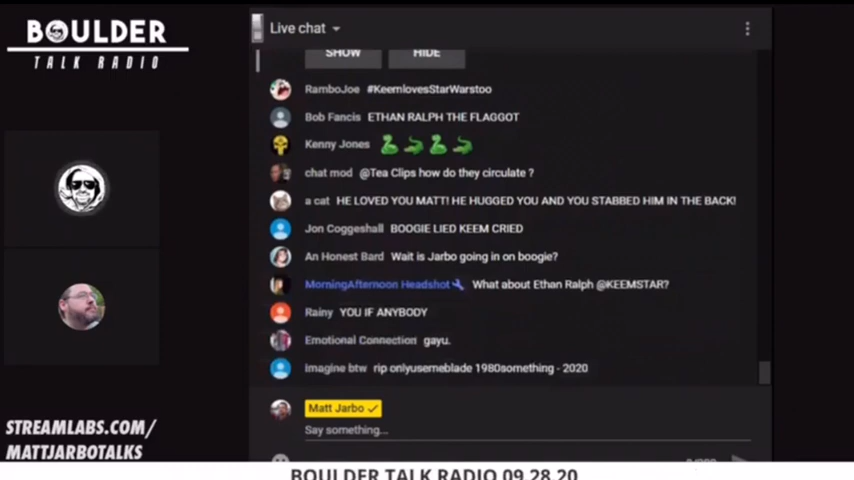 BOULDER
TALK RADIO
Live chat
SHOW HIDE
RamboJoe #KeemlovesStarWarstoo
Bob Fancis ETHAN RALPH THE FLAGGOT
Kenny Jones
chat mod @Tea Clips how do they circulate ?
a cat HE LOVED YOU MATT! HE HUGGED YOU AND YOU STABBED HIM IN THE BACK!
Jon Coggeshall BOOGIE LIED KEEM CRIED
An Honest Bard Wait is Jarbo going in on boogie?
MorningAfternoon Headshot What about Ethan Ralph @KEEMSTAR?
Rainy YOU IF ANYBODY
Emotional Connection gayu.
imagine btw rip onlyusemeblade 1980something - 2020
Matt Jarbo
Say something...
STREAMLABS.COM/
MATTJARBOTALKS
BOULDER TALK RADIO 09.28.20